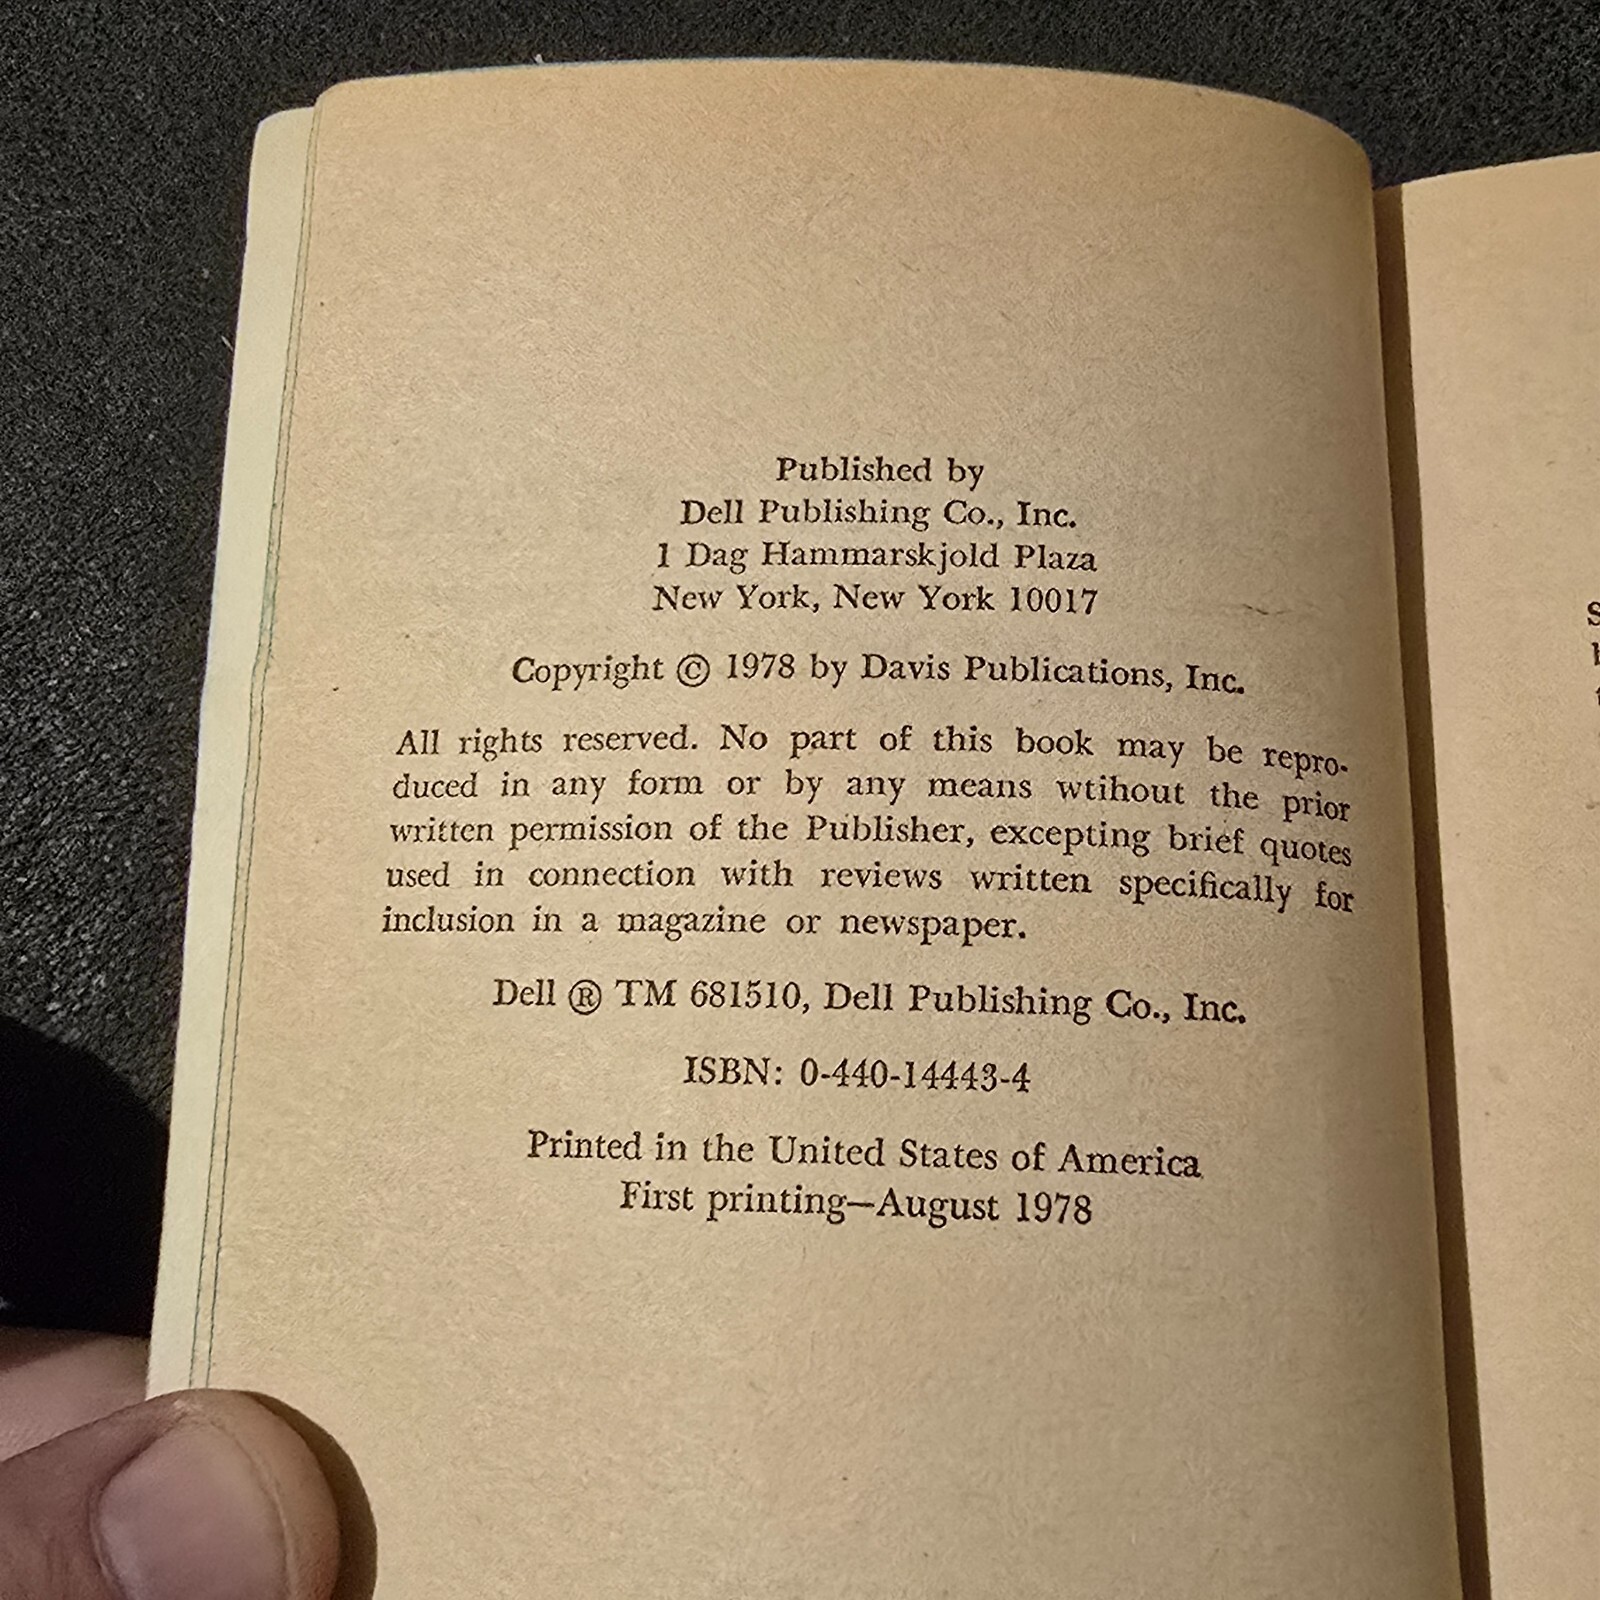 Published by
Dell Publishing Co., Inc.
1 Dag Hammarskjold Plaza
New York, New York 10017
Copyright © 1978 by Davis Publications, Inc.
All rights reserved. No part of this book may be repro-
duced in any form or by any means wtihout the prior
written permission of the Publisher, excepting brief quotes
used in connection with reviews written specifically for
inclusion in a magazine or newspaper.
Dell ® TM 681510, Dell Publishing Co., Inc.
ISBN: 0-440-14443-4
Printed in the United States of America
First printing—August 1978